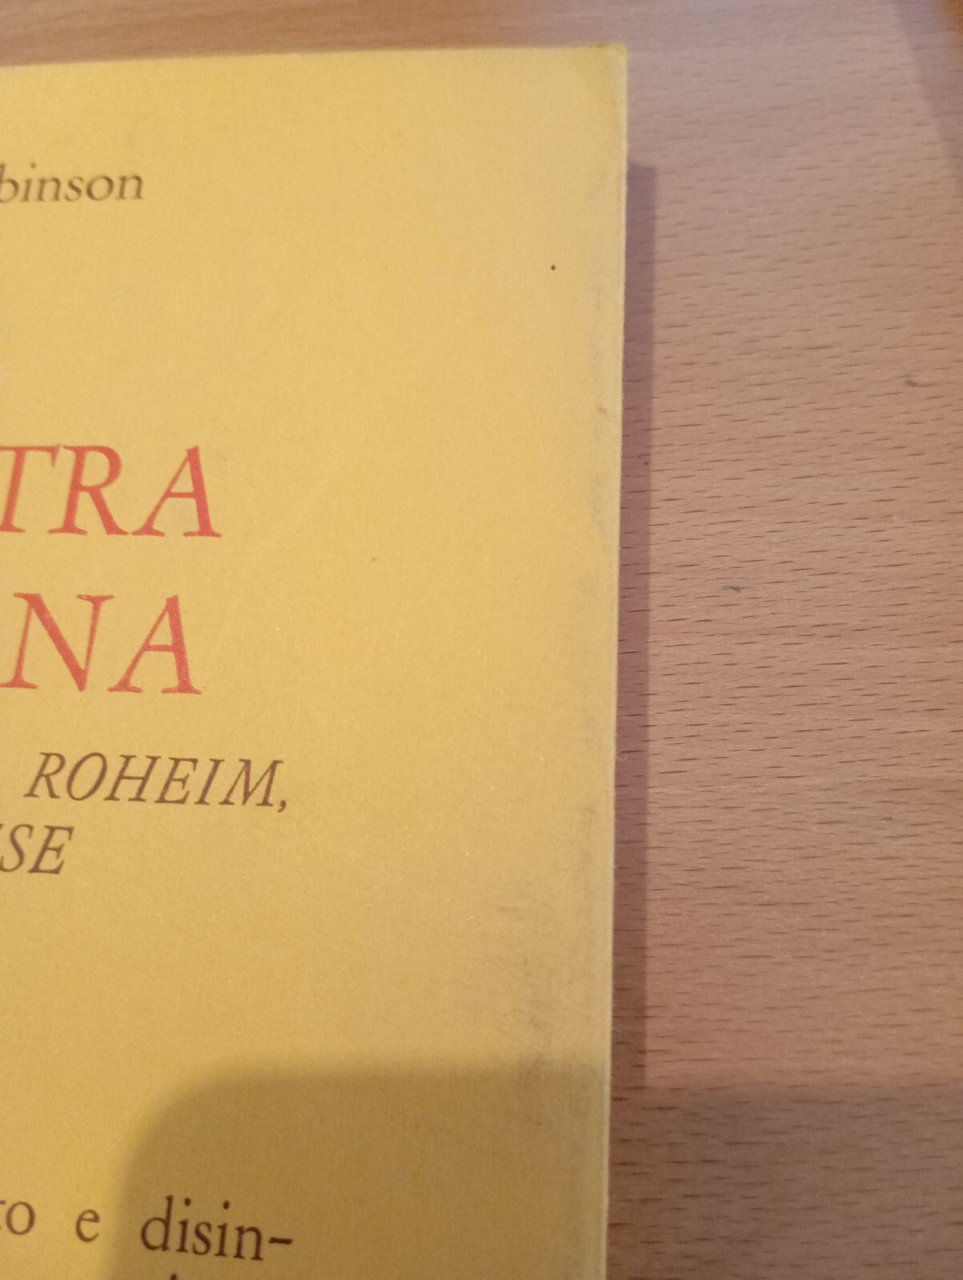 binson
TRA
NA
ROHEIM,
SE
to e disin-